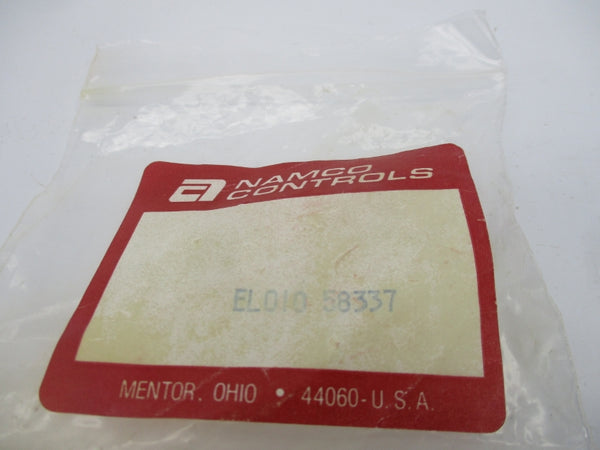 NAMCO
CONTROLS
EL010 58337
MENTOR, OHIO • 44060-U.S.A.